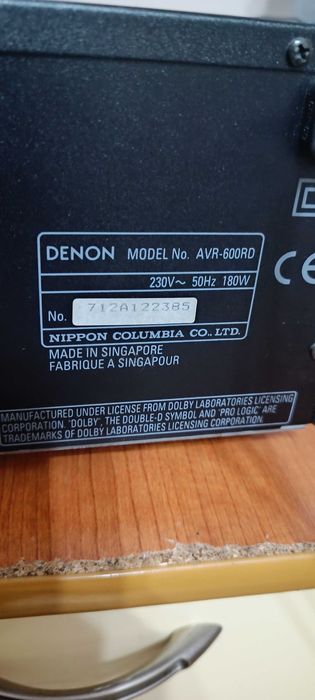 DENON MODEL No. AVR-600RD
230V~ 50Hz 180W
No. 712A122385
NIPPON COLUMBIA CO., LTD.
MADE IN SINGAPORE
FABRIQUE A SINGAPOUR
CE
MANUFACTURED UNDER LICENSE FROM DOLBY LABORATORIES LICENSING
CORPORATION. 'DOLBY', THE DOUBLE-D SYMBOL AND 'PRO LOGIC' ARE
TRADEMARKS OF DOLBY LABORATORIES LICENSING CORPORATION.